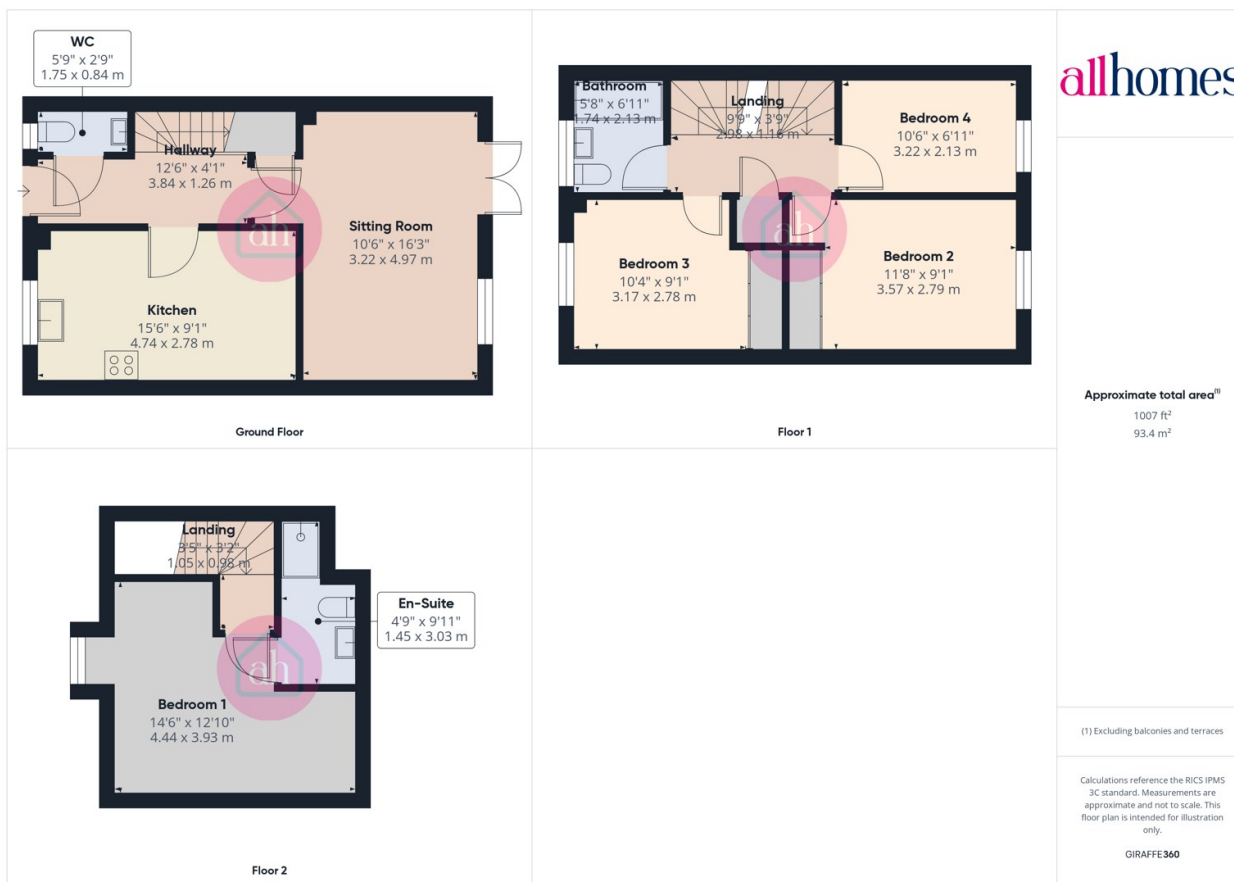 WC
5'9" x 2'9"
1.75 x 0.84 m
Hallway
12'6" x 4'1"
3.84 x 1.26 m
Sitting Room
10'6" x 16'3"
3.22 x 4.97 m
Kitchen
15'6" x 9'1"
4.74 x 2.78 m
ah
Ground Floor
Bathroom
5'8" x 6'11"
1.74 x 2.13 m
Landing
9'9" x 3'9"
2.98 x 1.16 m
Bedroom 4
10'6" x 6'11"
3.22 x 2.13 m
Bedroom 3
10'4" x 9'1"
3.17 x 2.78 m
Bedroom 2
11'8" x 9'1"
3.57 x 2.79 m
ah
Floor 1
Landing
3'5" x 3'2"
1.05 x 0.98 m
En-Suite
4'9" x 9'11"
1.45 x 3.03 m
Bedroom 1
14'6" x 12'10"
4.44 x 3.93 m
ah
Floor 2
allhomes
Approximate total area(1)
1007 ft²
93.4 m²
(1) Excluding balconies and terraces
Calculations reference the RICS IPMS
3C standard. Measurements are
approximate and not to scale. This
floor plan is intended for illustration
only.
GIRAFFE360